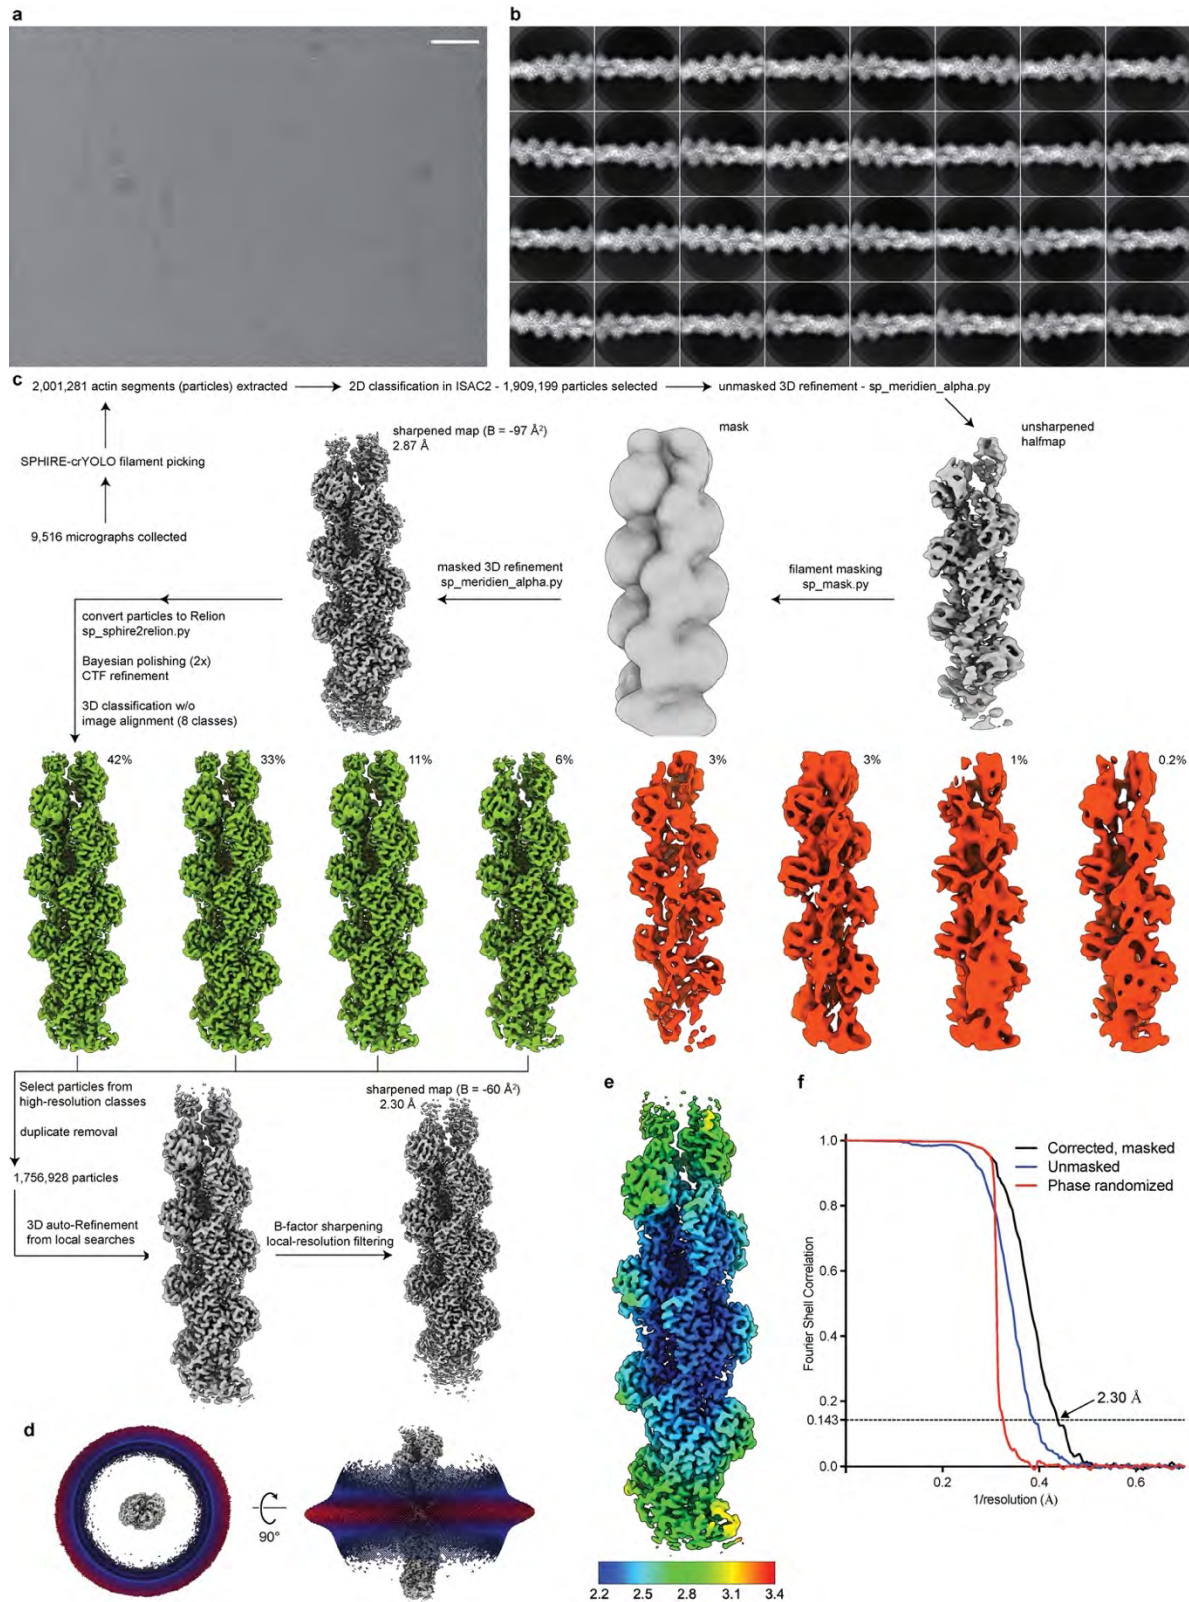 a
b
c
2,001,281 actin segments (particles) extracted
2D classification in ISAC2 - 1,909,199 particles selected
unmasked 3D refinement - sp_meridien_alpha.py
SPHIRE-crYOLO filament picking
9,516 micrographs collected
sharpened map (B = -97 Å²)
2.87 Å
mask
unsharpened
halfmap
masked 3D refinement
sp_meridien_alpha.py
filament masking
sp_mask.py
convert particles to Relion
sp_sphire2relion.py
Bayesian polishing (2x)
CTF refinement
3D classification w/o
image alignment (8 classes)
42%
33%
11%
6%
3%
3%
1%
0.2%
Select particles from
high-resolution classes
duplicate removal
1,756,928 particles
3D auto-Refinement
from local searches
B-factor sharpening
local-resolution filtering
sharpened map (B = -60 Å²)
2.30 Å
d
90°
e
2.2 2.5 2.8 3.1 3.4
f
Corrected, masked
Unmasked
Phase randomized
Fourier Shell Correlation
1.0
0.8
0.6
0.4
0.2
0.143
0.0
2.30 Å
0.2 0.4 0.6
1/resolution (Å)